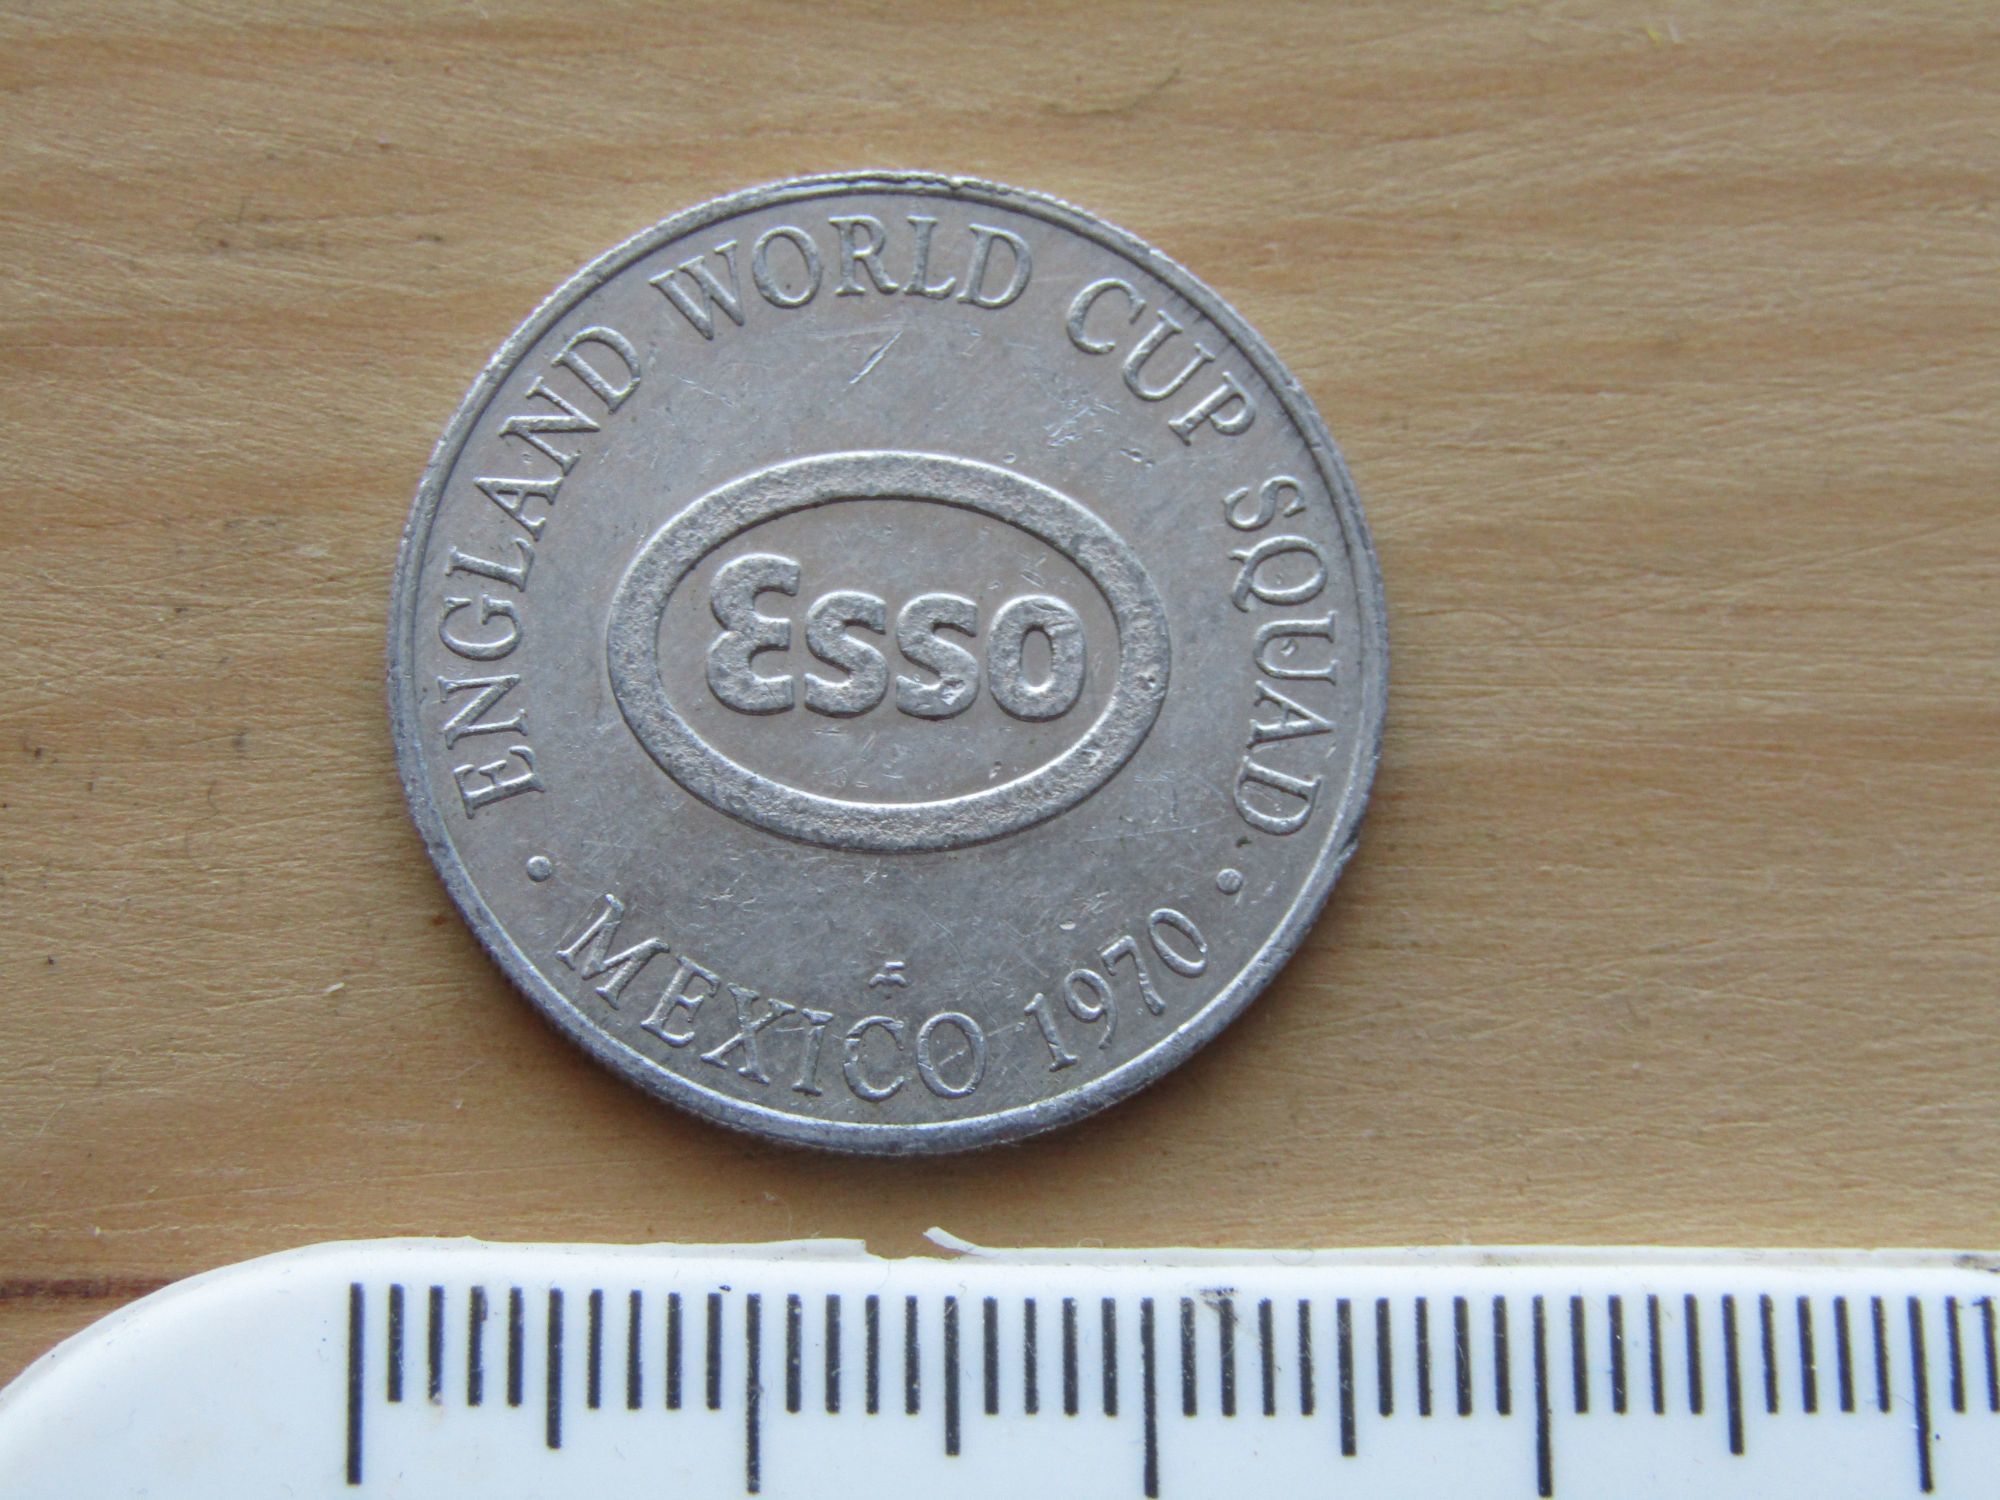 ENGLAND WORLD CUP SQUAD
Esso
· MEXICO 1970 ·